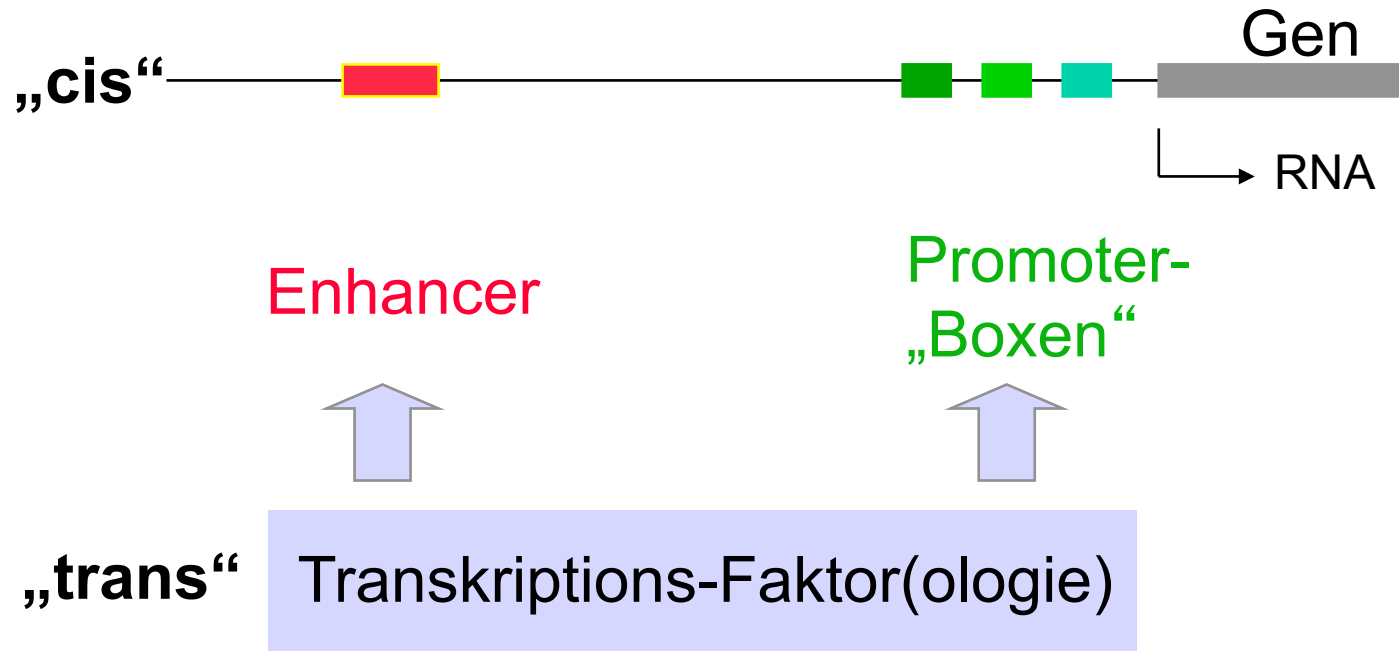 Gen
„cis“
RNA
Enhancer
Promoter-
„Boxen“
„trans“
Transkriptions-Faktor(ologie)